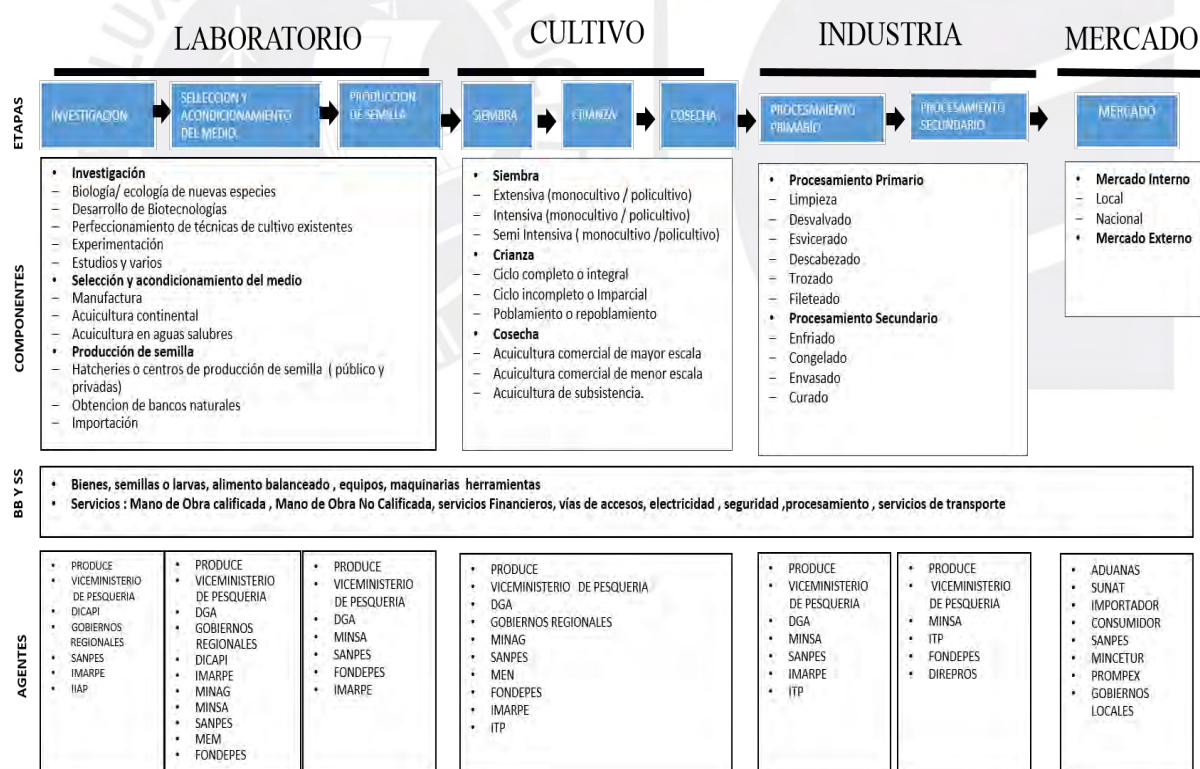 LABORATORIO
CULTIVO
INDUSTRIA
MERCADO
ETAPAS
INVESTIGACION
SELLECCION Y
ACONDICIONAMIENTO
DEL MEDIO.
PRODUCCION
DE SEMILLA
SIEMBRA
CRIANZA
COSECHA
PROCESAMIENTO
PRIMARIO
PROCESAMIENTO
SECUNDARIO
MERCADO
COMPONENTES
• Investigación
– Biología/ ecología de nuevas especies
– Desarrollo de Biotecnologías
– Perfeccionamiento de técnicas de cultivo existentes
– Experimentación
– Estudios y varios
• Selección y acondicionamiento del medio
– Manufactura
– Acuicultura continental
– Acuicultura en aguas salubres
• Producción de semilla
– Hatcheries o centros de producción de semilla ( público y
privadas)
– Obtencion de bancos naturales
– Importación
• Siembra
– Extensiva (monocultivo / policultivo)
– Intensiva (monocultivo / policultivo)
– Semi Intensiva ( monocultivo /policultivo)
• Crianza
– Ciclo completo o integral
– Ciclo incompleto o Imparcial
– Poblamiento o repoblamiento
• Cosecha
– Acuicultura comercial de mayor escala
– Acuicultura comercial de menor escala
– Acuicultura de subsistencia.
• Procesamiento Primario
– Limpieza
– Desvalvado
– Esvicerado
– Descabezado
– Trozado
– Fileteado
• Procesamiento Secundario
– Enfriado
– Congelado
– Envasado
– Curado
• Mercado Interno
– Local
– Nacional
• Mercado Externo
BB Y SS
• Bienes, semillas o larvas, alimento balanceado , equipos, maquinarias herramientas
• Servicios : Mano de Obra calificada , Mano de Obra No Calificada, servicios Financieros, vías de accesos, electricidad , seguridad ,procesamiento , servicios de transporte
AGENTES
• PRODUCE
• VICEMINISTERIO
DE PESQUERIA
• DICAPI
• GOBIERNOS
REGIONALES
• SANPES
• IMARPE
• IIAP
• PRODUCE
• VICEMINISTERIO
DE PESQUERIA
• DGA
• GOBIERNOS
REGIONALES
• DICAPI
• IMARPE
• MINAG
• MINSA
• SANPES
• MEM
• FONDEPES
• PRODUCE
• VICEMINISTERIO
DE PESQUERIA
• DGA
• MINSA
• SANPES
• FONDEPES
• IMARPE
• PRODUCE
• VICEMINISTERIO DE PESQUERIA
• DGA
• GOBIERNOS REGIONALES
• MINAG
• SANPES
• MEN
• FONDEPES
• IMARPE
• ITP
• PRODUCE
• VICEMINISTERIO
DE PESQUERIA
• DGA
• MINSA
• SANPES
• IMARPE
• ITP
• PRODUCE
• VICEMINISTERIO
DE PESQUERIA
• MINSA
• ITP
• FONDEPES
• DIREPROS
• ADUANAS
• SUNAT
• IMPORTADOR
• CONSUMIDOR
• SANPES
• MINCETUR
• PROMPEX
• GOBIERNOS
LOCALES